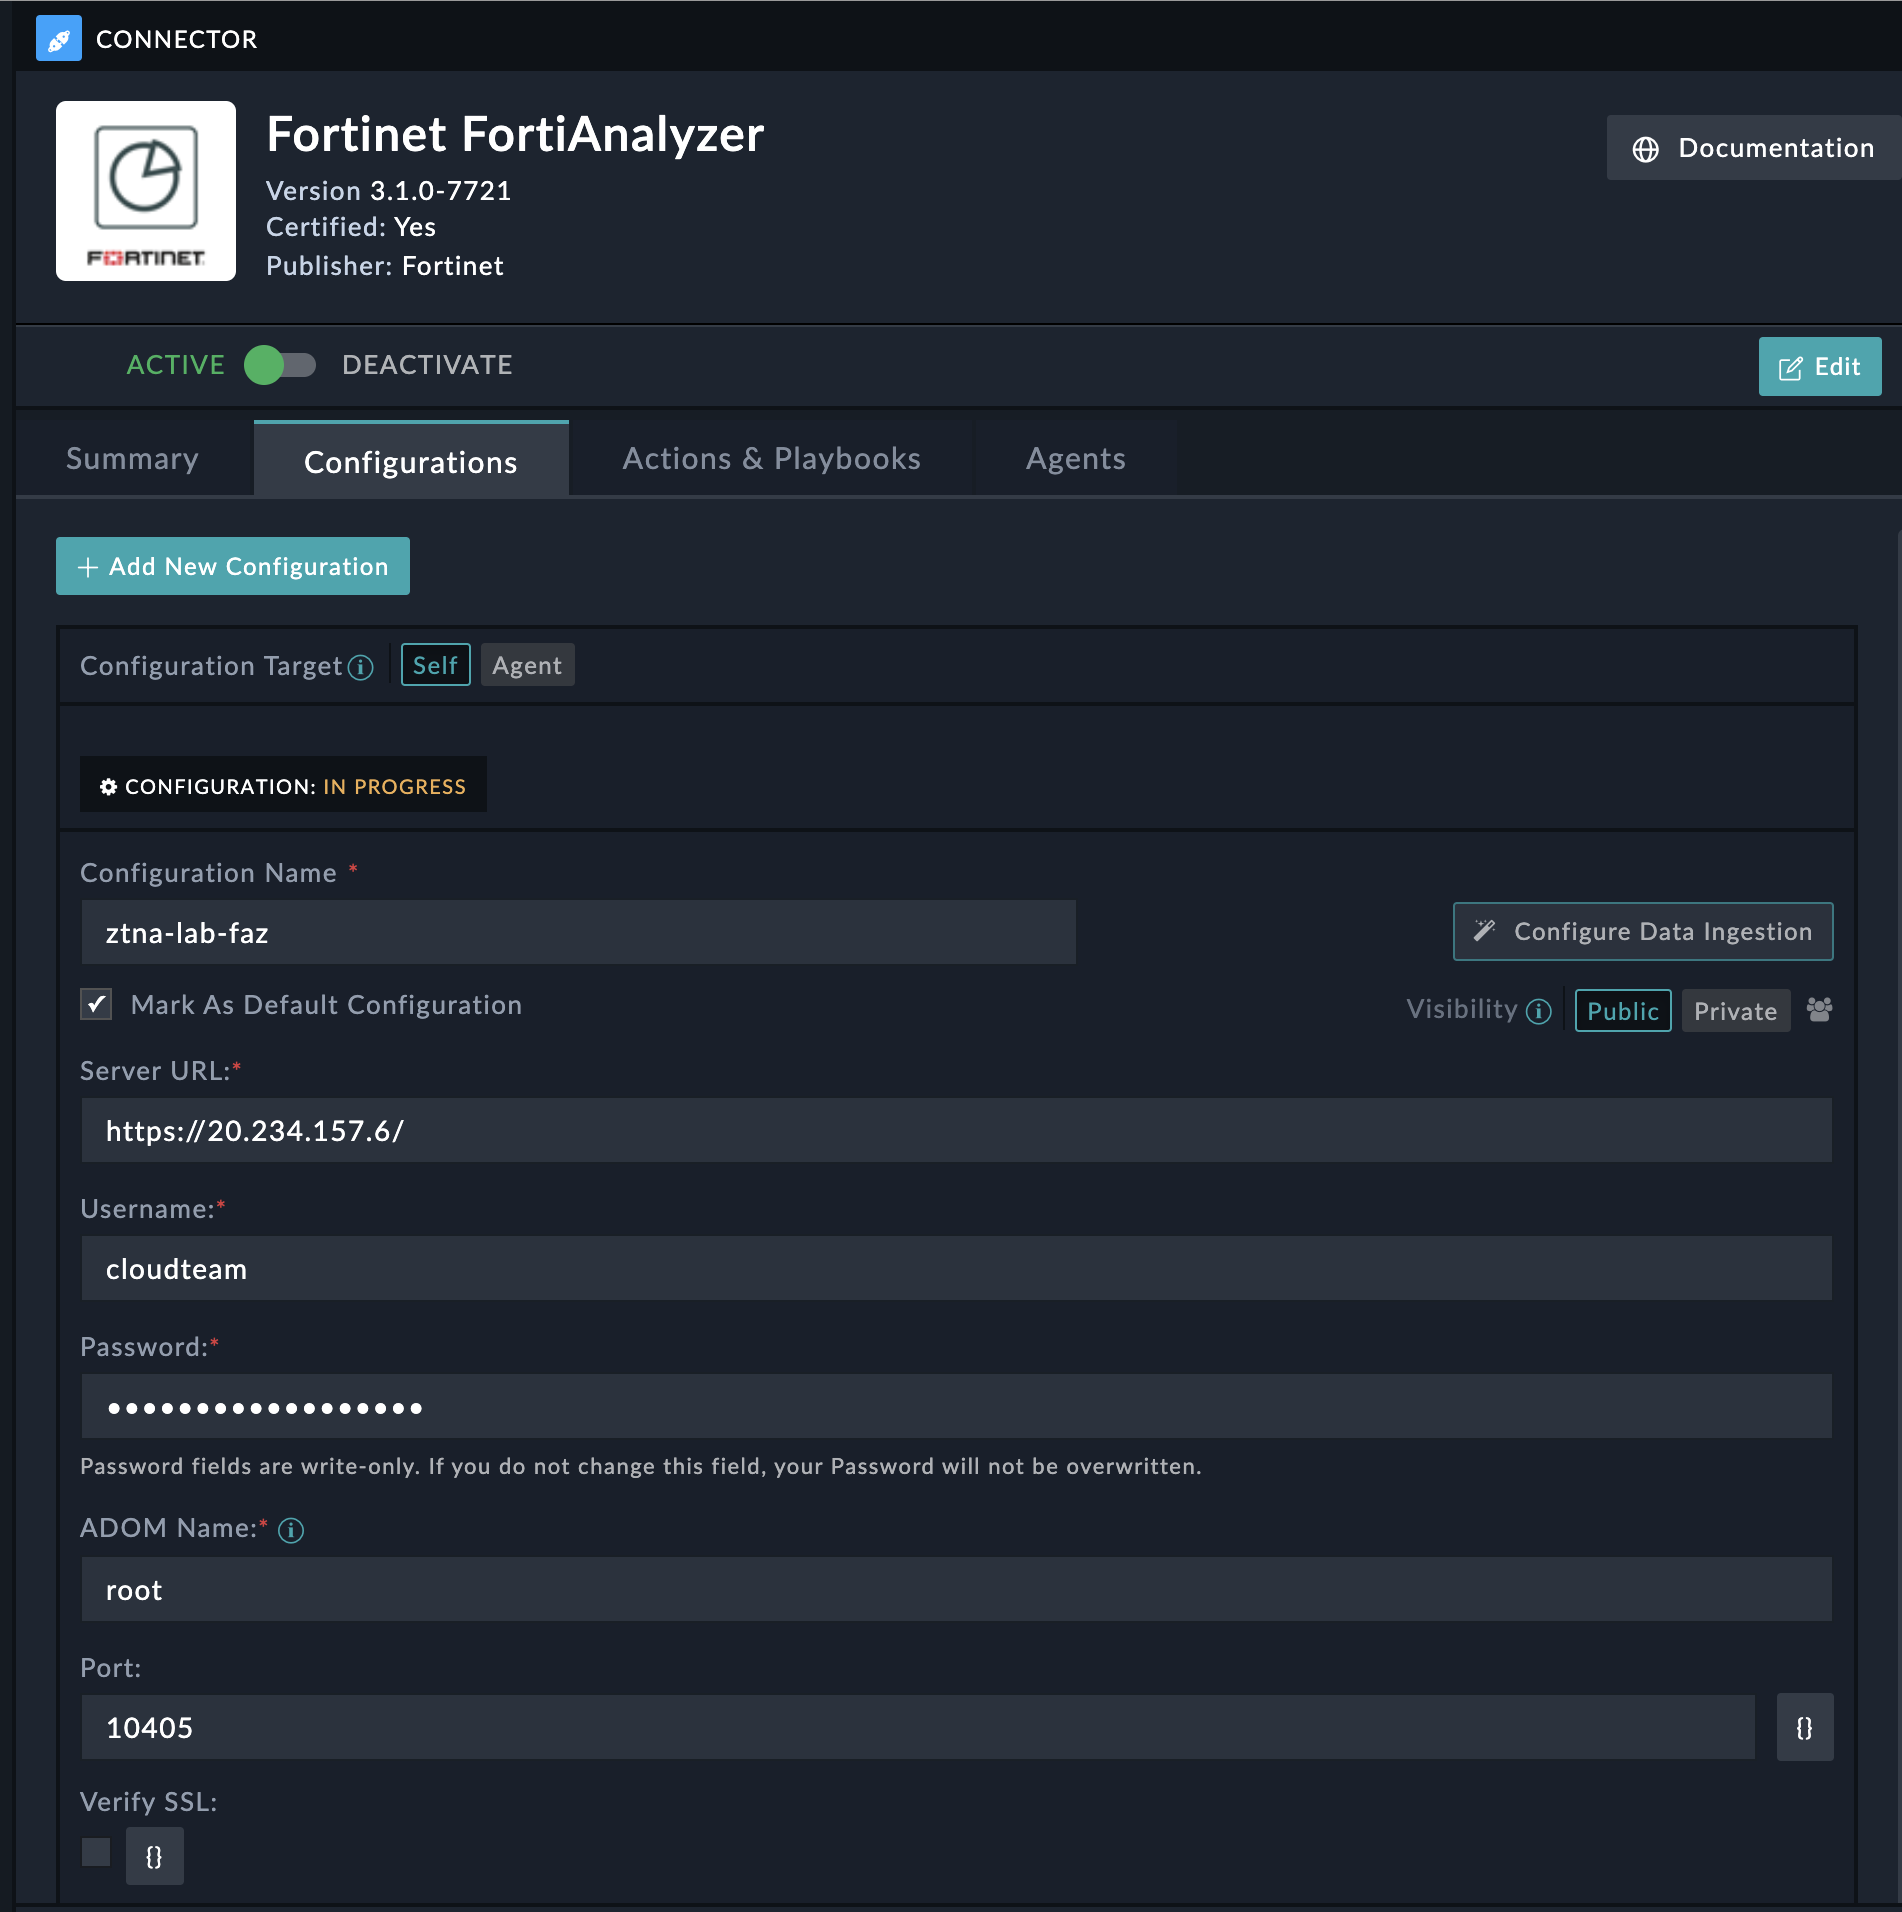 CONNECTOR
Fortinet FortiAnalyzer
Version 3.1.0-7721
Certified: Yes
Publisher: Fortinet
FORTINET
Documentation
ACTIVE DEACTIVATE
Edit
Summary Configurations Actions & Playbooks Agents
+ Add New Configuration
Configuration Target Self Agent
CONFIGURATION: IN PROGRESS
Configuration Name *
ztna-lab-faz
Configure Data Ingestion
Mark As Default Configuration
Visibility Public Private
Server URL:*
https://20.234.157.6/
Username:*
cloudteam
Password:*
••••••••••••••••••
Password fields are write-only. If you do not change this field, your Password will not be overwritten.
ADOM Name:*
root
Port:
10405
{}
Verify SSL:
{}